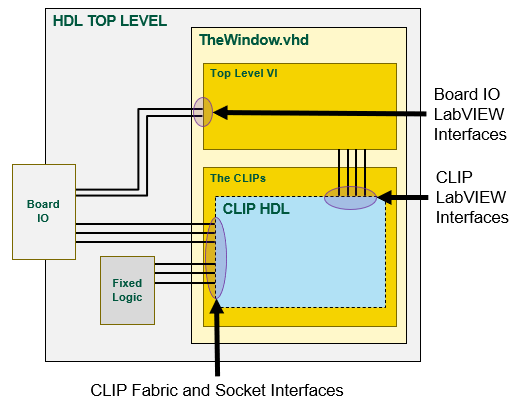 HDL TOP LEVEL
TheWindow.vhd
Top Level VI
Board IO
LabVIEW
Interfaces
The CLIPs
CLIP HDL
CLIP
LabVIEW
Interfaces
Board
IO
Fixed
Logic
CLIP Fabric and Socket Interfaces